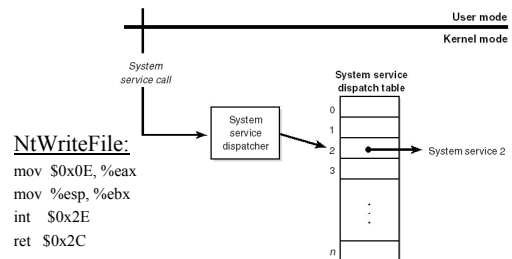 User mode
Kernel mode
System
service call
System service
dispatch table
System
service
dispatcher
0
1
2
3
n
System service 2
NtWriteFile:
mov $0x0E, %eax
mov %esp, %ebx
int $0x2E
ret $0x2C